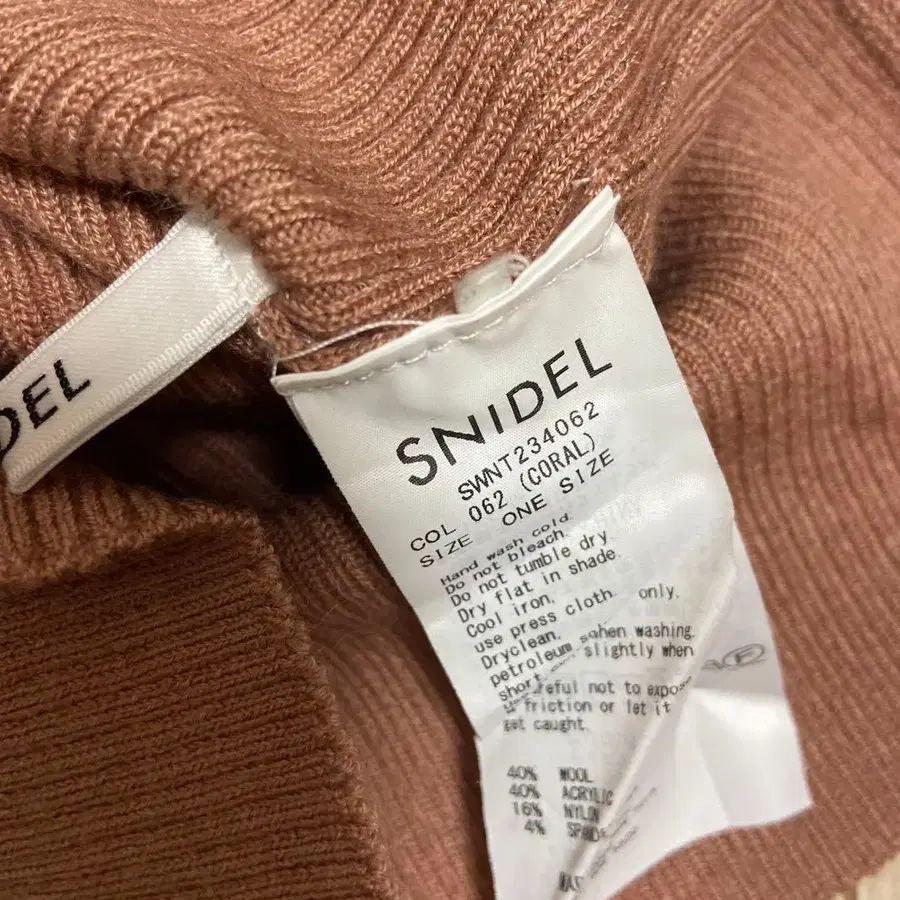 DEL
SNIDEL
SWNT234062
COL 062 (CORAL)
SIZE ONE SIZE
Hand wash cold
Do not bleach.
Do not tumble dry.
Dry flat in shade.
Cool iron.
use press cloth only.
Dryclean.
petroleum when washing.
short slightly when
not to expose
friction or let it
get caught.
40% WOOL
40% ACRYLIC
16% NYLON
4%
F